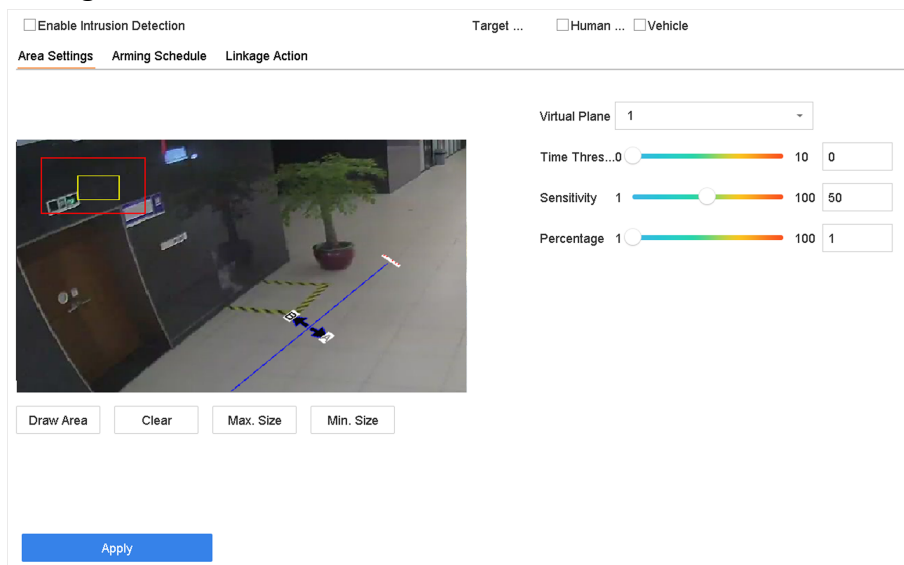 Enable Intrusion Detection
Target ...
Human ...
Vehicle
Area Settings
Arming Schedule
Linkage Action
Virtual Plane 1
Time Thres...0 10 0
Sensitivity 1 100 50
Percentage 1 100 1
B
A
Draw Area
Clear
Max. Size
Min. Size
Apply